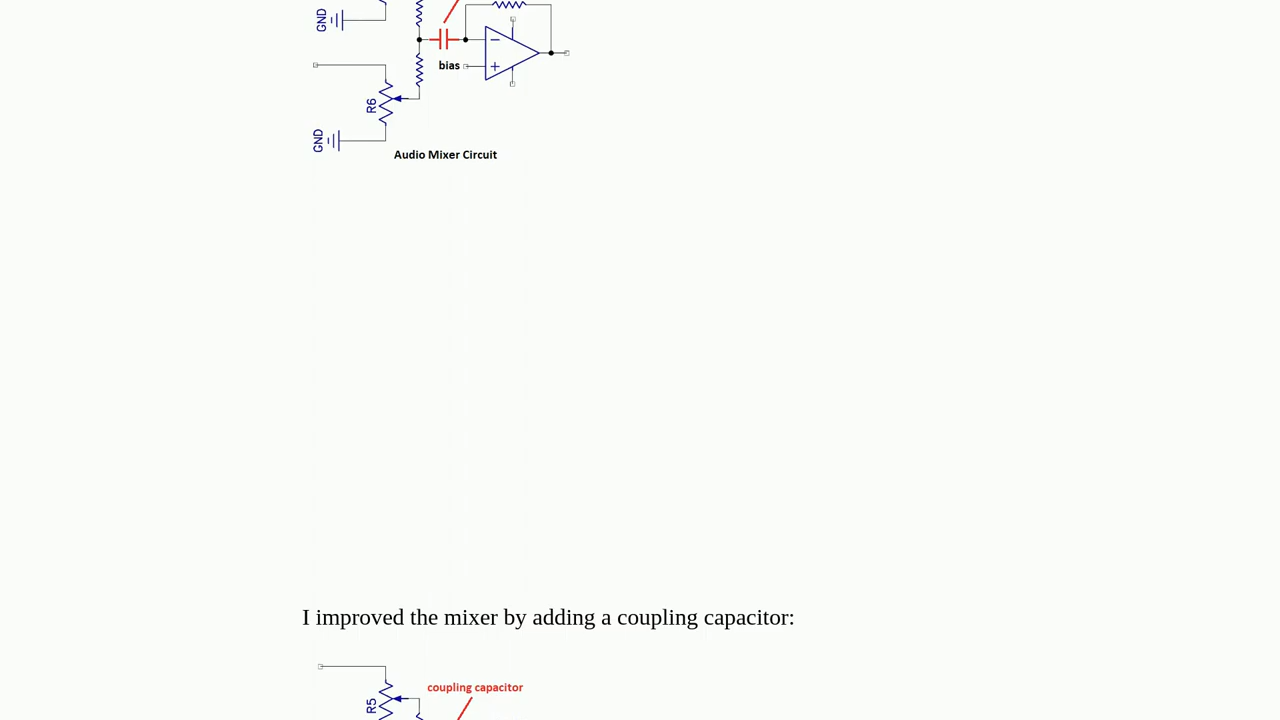 GND
bias
R6
GND
Audio Mixer Circuit
I improved the mixer by adding a coupling capacitor:
coupling capacitor
R5